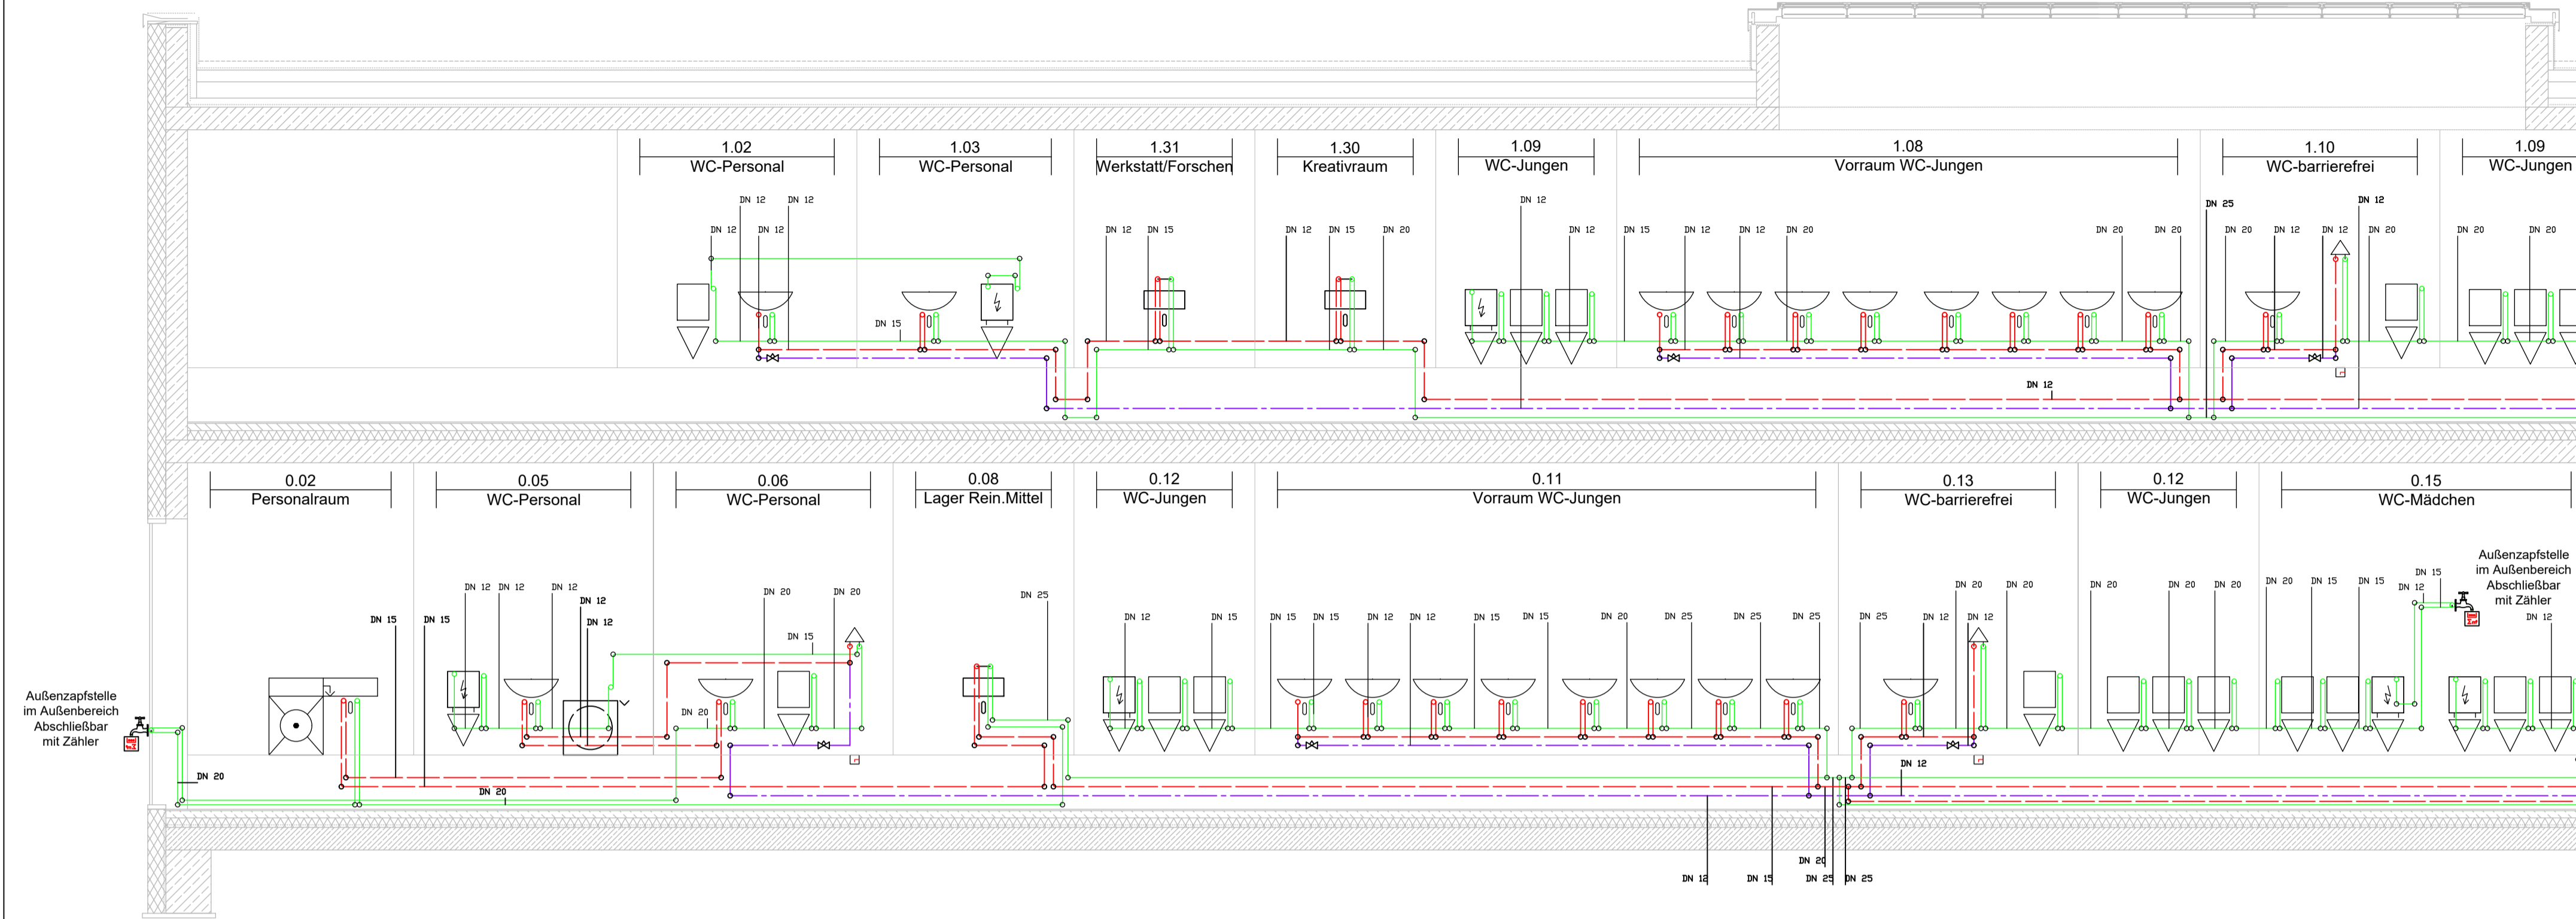 1.02
WC-Personal
1.03
WC-Personal
1.31
Werkstatt/Forschen
1.30
Kreativraum
1.09
WC-Jungen
1.08
Vorraum WC-Jungen
1.10
WC-barrierefrei
1.09
WC-Jungen
DN 12
DN 12
DN 12
DN 12
DN 15
DN 12
DN 15
DN 12
DN 15
DN 20
DN 12
DN 12
DN 15
DN 12
DN 12
DN 20
DN 20
DN 20
DN 12
DN 25
DN 20
DN 12
DN 12
DN 12
DN 20
DN 20
DN 20
0.02
Personalraum
0.05
WC-Personal
0.06
WC-Personal
0.08
Lager Rein.Mittel
0.12
WC-Jungen
0.11
Vorraum WC-Jungen
0.13
WC-barrierefrei
0.12
WC-Jungen
0.15
WC-Mädchen
Außenzapfstelle
im Außenbereich
Abschließbar
mit Zähler
DN 20
DN 15
DN 15
DN 20
DN 12
DN 12
DN 12
DN 12
DN 12
DN 20
DN 20
DN 15
DN 20
DN 25
DN 12
DN 15
DN 15
DN 15
DN 12
DN 12
DN 15
DN 15
DN 20
DN 25
DN 25
DN 25
DN 12
DN 15
DN 20
DN 25
DN 25
DN 25
DN 12
DN 20
DN 12
DN 20
DN 12
DN 20
DN 20
DN 20
DN 20
DN 15
DN 15
DN 12
DN 15
DN 12
Außenzapfstelle
im Außenbereich
Abschließbar
mit Zähler